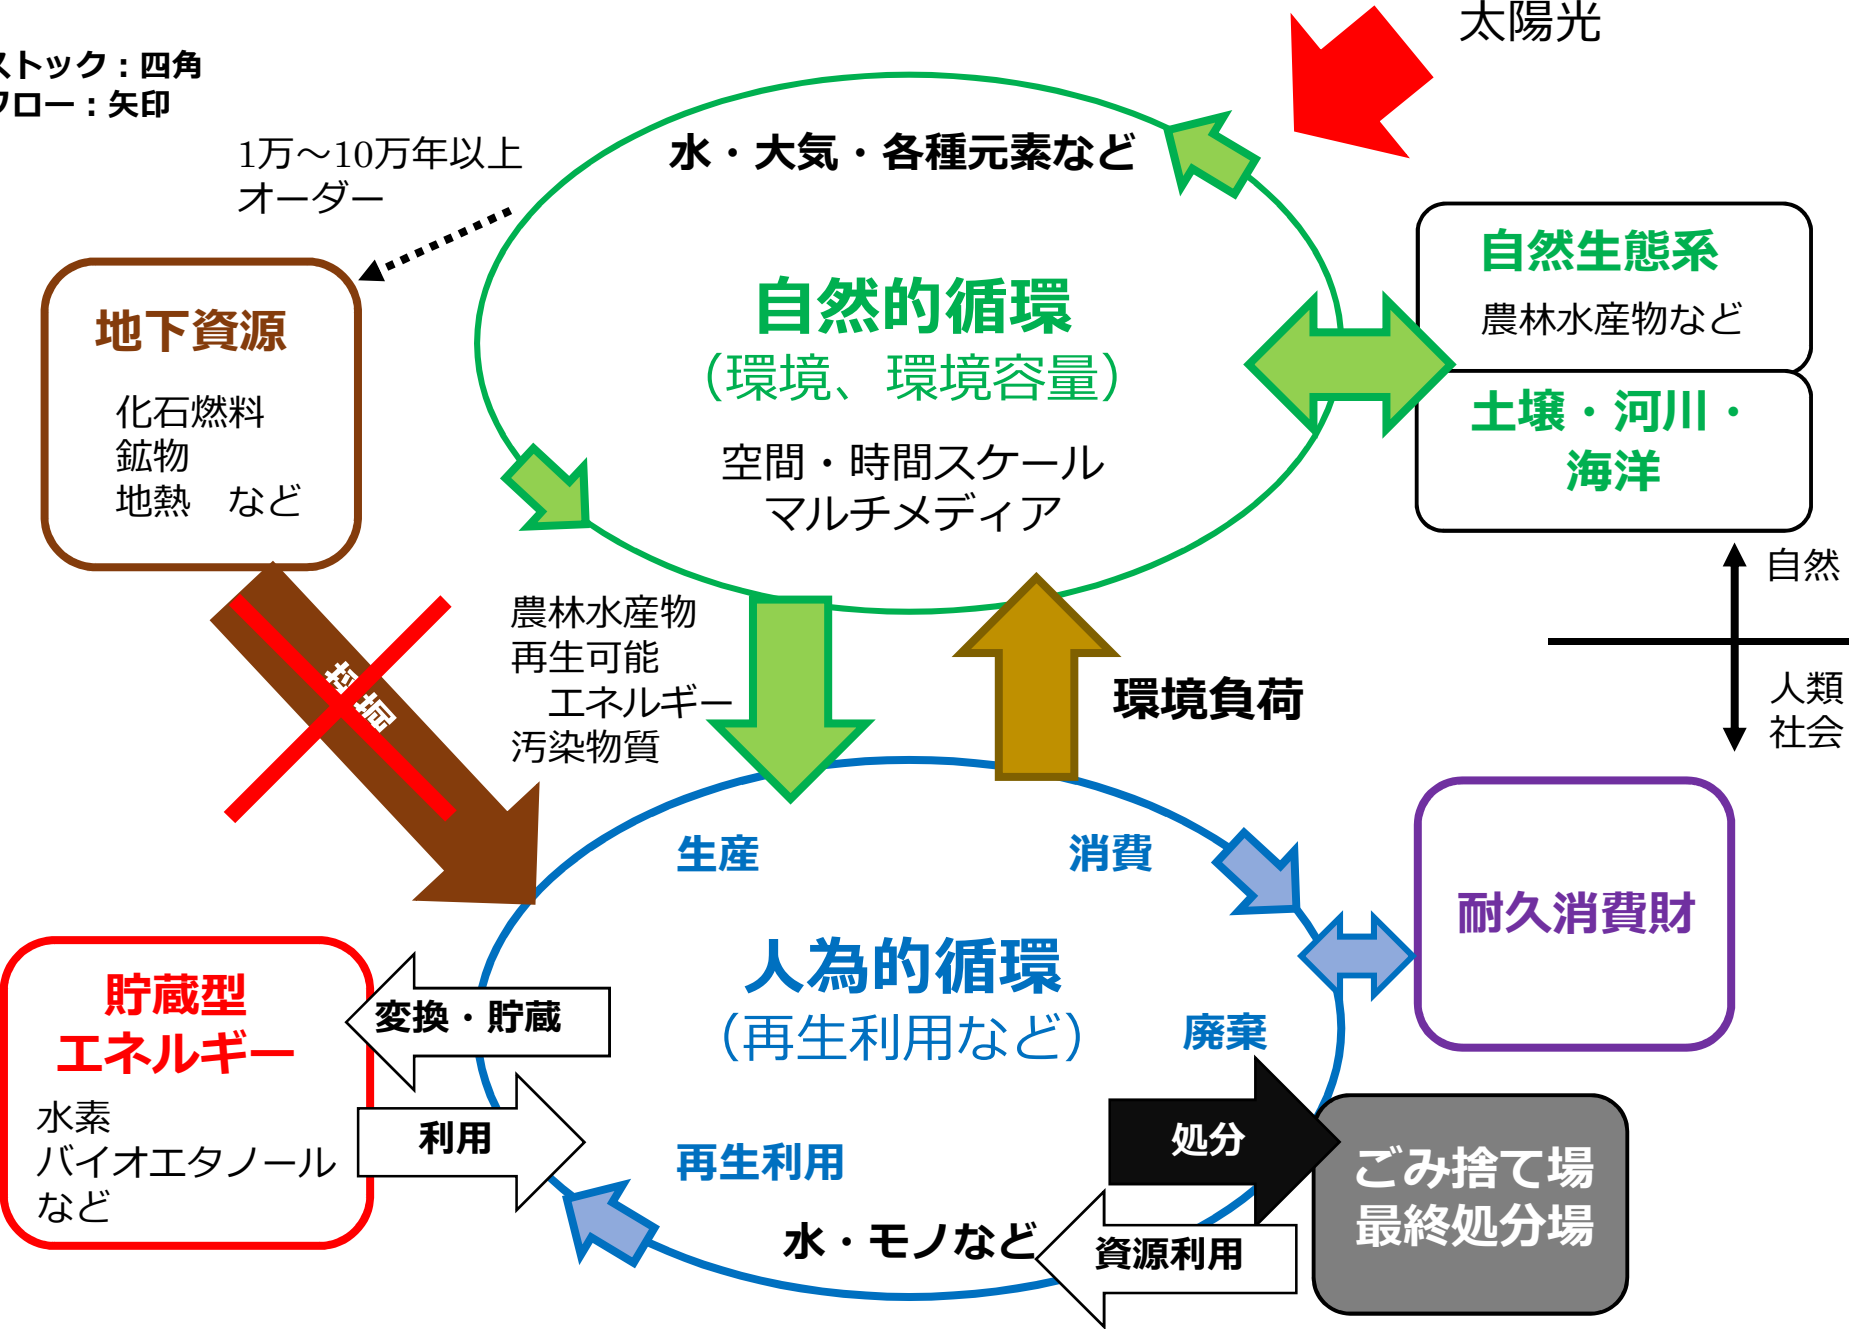 太陽光
ストック：四角
フロー：矢印
1万～10万年以上
オーダー
水・大気・各種元素など
自然的循環
（環境、環境容量）
空間・時間スケール
マルチメディア
自然生態系
農林水産物など
土壌・河川・
海洋
地下資源
化石燃料
鉱物
地熱　など
自然
人類
社会
採掘
農林水産物
再生可能
エネルギー
汚染物質
環境負荷
生産
消費
人為的循環
（再生利用など）
廃棄
再生利用
水・モノなど
耐久消費財
貯蔵型
エネルギー
水素
バイオエタノール
など
変換・貯蔵
利用
処分
資源利用
ごみ捨て場
最終処分場